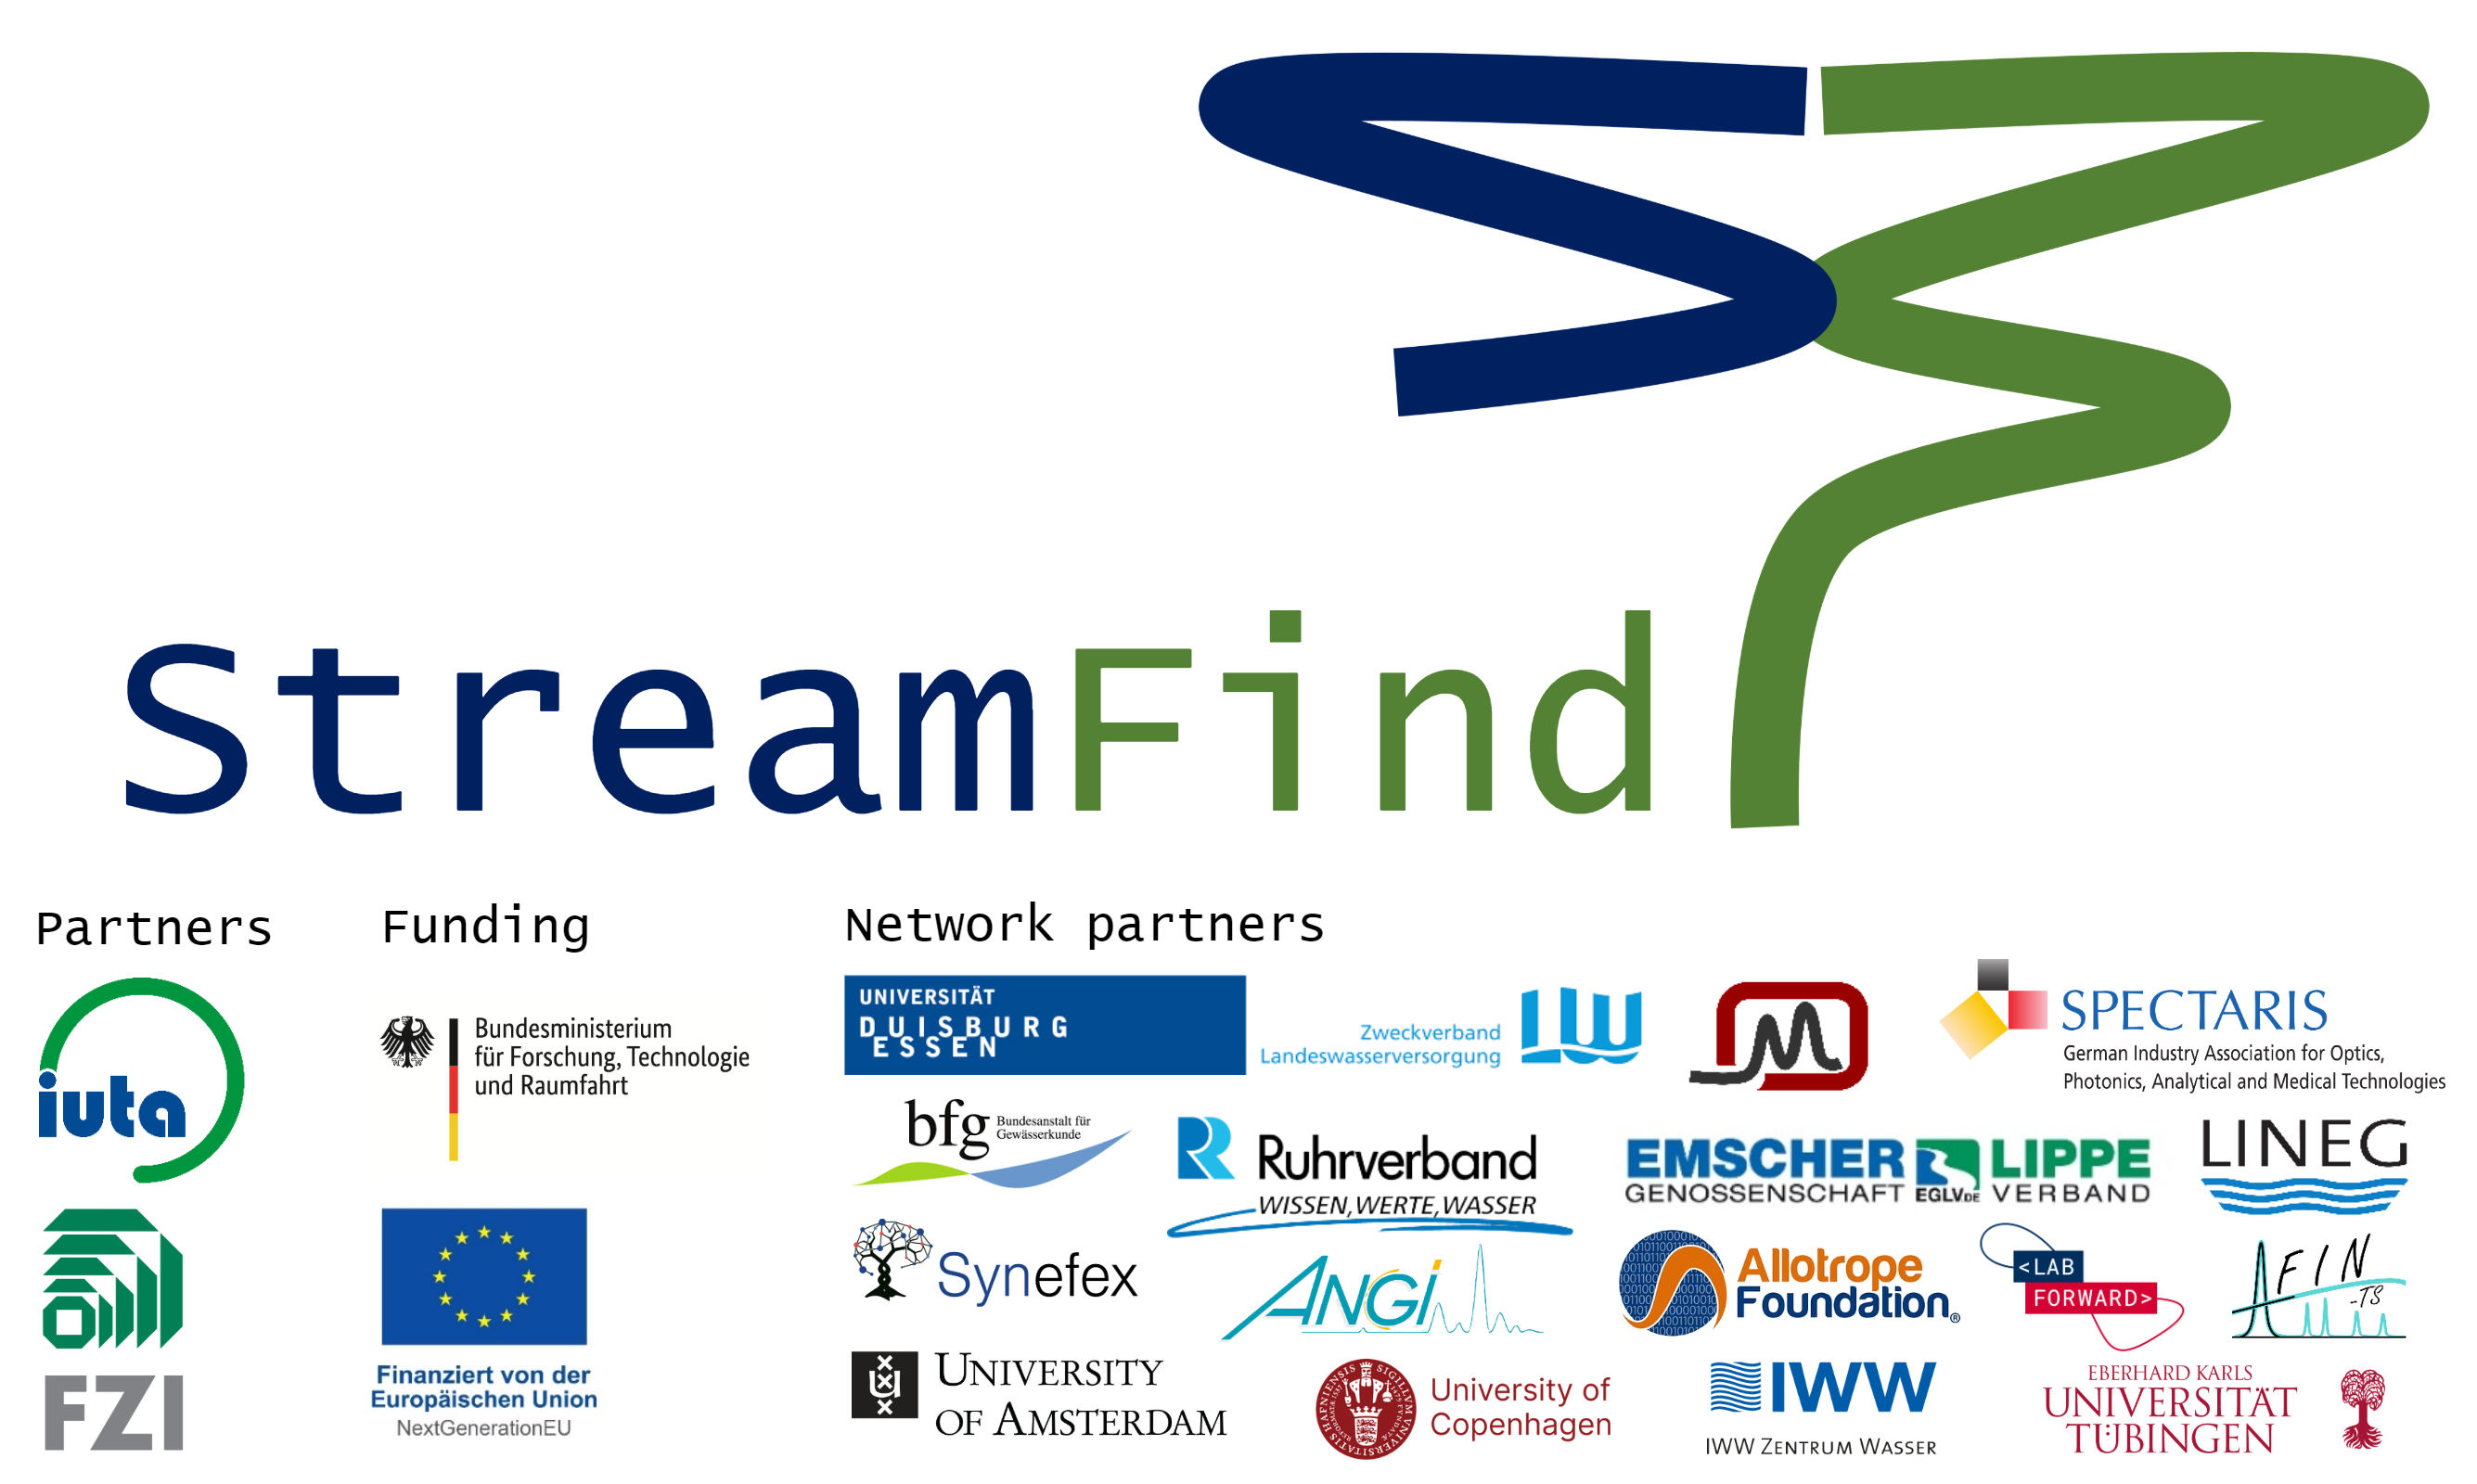 StreamFind
Partners
Funding
Network partners
iuta
FZI
Bundesministerium
für Forschung, Technologie
und Raumfahrt
Finanziert von der
Europäischen Union
NextGenerationEU
UNIVERSITÄT
DUISBURG
ESSEN
Zweckverband
Landeswasserversorgung
LW
SPECTARIS
German Industry Association for Optics,
Photonics, Analytical and Medical Technologies
bfg
Bundesanstalt für
Gewässerkunde
Ruhrverband
WISSEN, WERTE, WASSER
EMSCHER LIPPE
GENOSSENSCHAFT EGLV.DE VERBAND
LINEG
Synefex
ANGI
Allotrope
Foundation®
<LAB
FORWARD>
AFIN
-TS
UNIVERSITY
OF AMSTERDAM
University of
Copenhagen
IWW
IWW ZENTRUM WASSER
EBERHARD KARLS
UNIVERSITÄT
TÜBINGEN